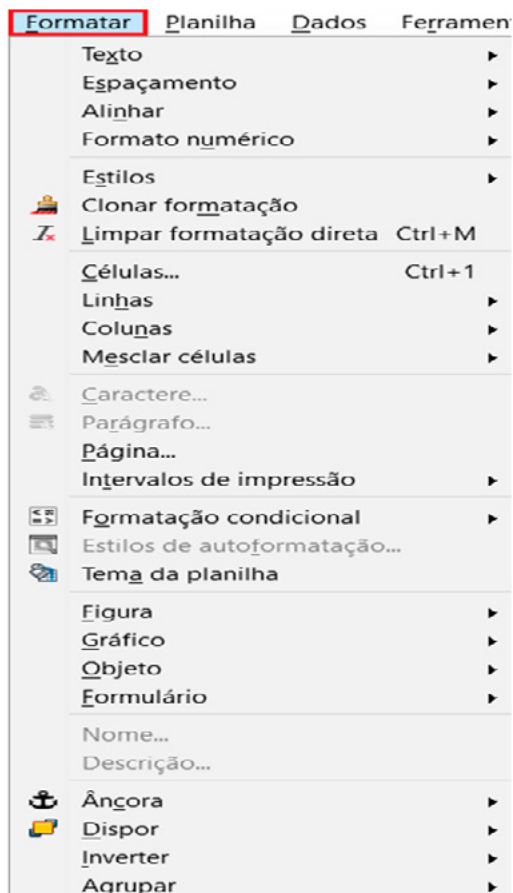 Formatar Planilha Dados Ferramen
Texto
Espaçamento
Alinhar
Formato numérico
Estilos
Clonar formatação
Limpar formatação direta Ctrl+M
Células... Ctrl+1
Linhas
Colunas
Mesclar células
Caractere...
Parágrafo...
Página...
Intervalos de impressão
Formatação condicional
Estilos de autoformatação...
Tema da planilha
Figura
Gráfico
Objeto
Formulário
Nome...
Descrição...
Âncora
Dispor
Inverter
Agrupar